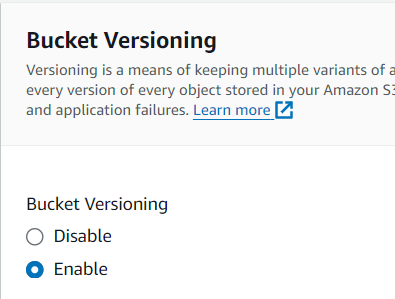 Bucket Versioning
Versioning is a means of keeping multiple variants of
every version of every object stored in your Amazon S3
and application failures. Learn more
Bucket Versioning
Disable
Enable